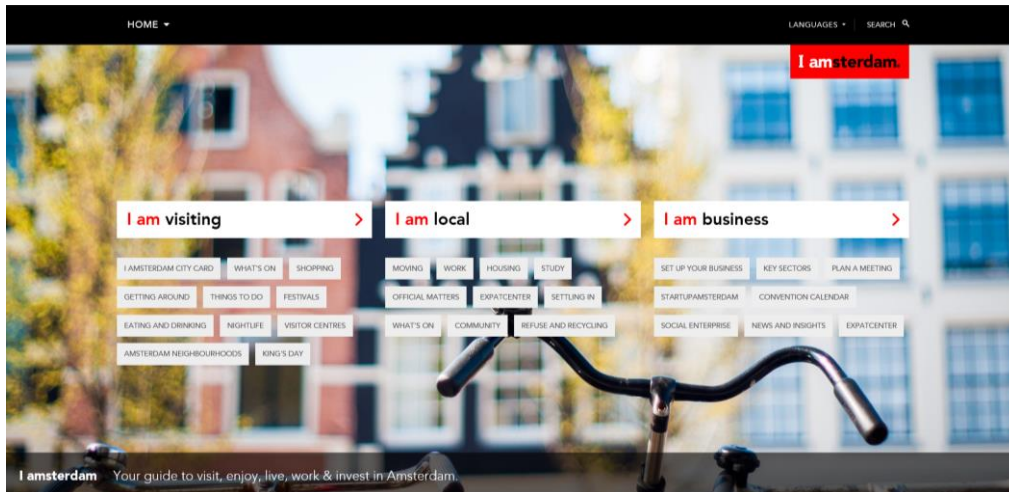 HOME
LANGUAGES
SEARCH
I amsterdam.
I am visiting
I AMSTERDAM CITY CARD
WHAT'S ON
SHOPPING
GETTING AROUND
THINGS TO DO
FESTIVALS
EATING AND DRINKING
NIGHTLIFE
VISITOR CENTRES
AMSTERDAM NEIGHBOURHOODS
KING'S DAY
I am local
MOVING
WORK
HOUSING
STUDY
OFFICIAL MATTERS
EXPATCENTER
SETTLING IN
WHAT'S ON
COMMUNITY
REFUSE AND RECYCLING
I am business
SET UP YOUR BUSINESS
KEY SECTORS
PLAN A MEETING
STARTUPAMSTERDAM
CONVENTION CALENDAR
SOCIAL ENTERPRISE
NEWS AND INSIGHTS
EXPATCENTER
I amsterdam Your guide to visit, enjoy, live, work & invest in Amsterdam.